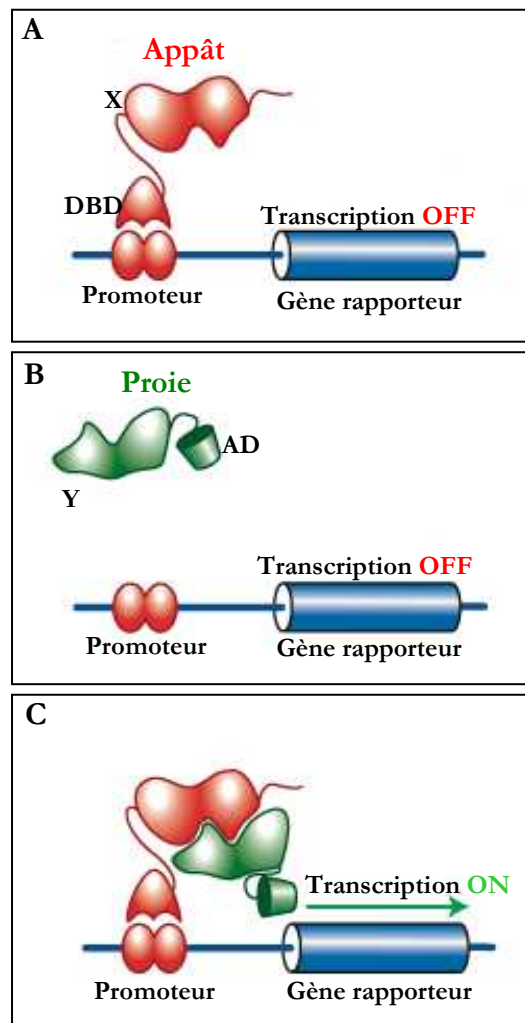 A
Appât
X
DBD
Transcription OFF
Promoteur
Gène rapporteur
B
Proie
AD
Y
Transcription OFF
Promoteur
Gène rapporteur
C
Transcription ON
Promoteur
Gène rapporteur